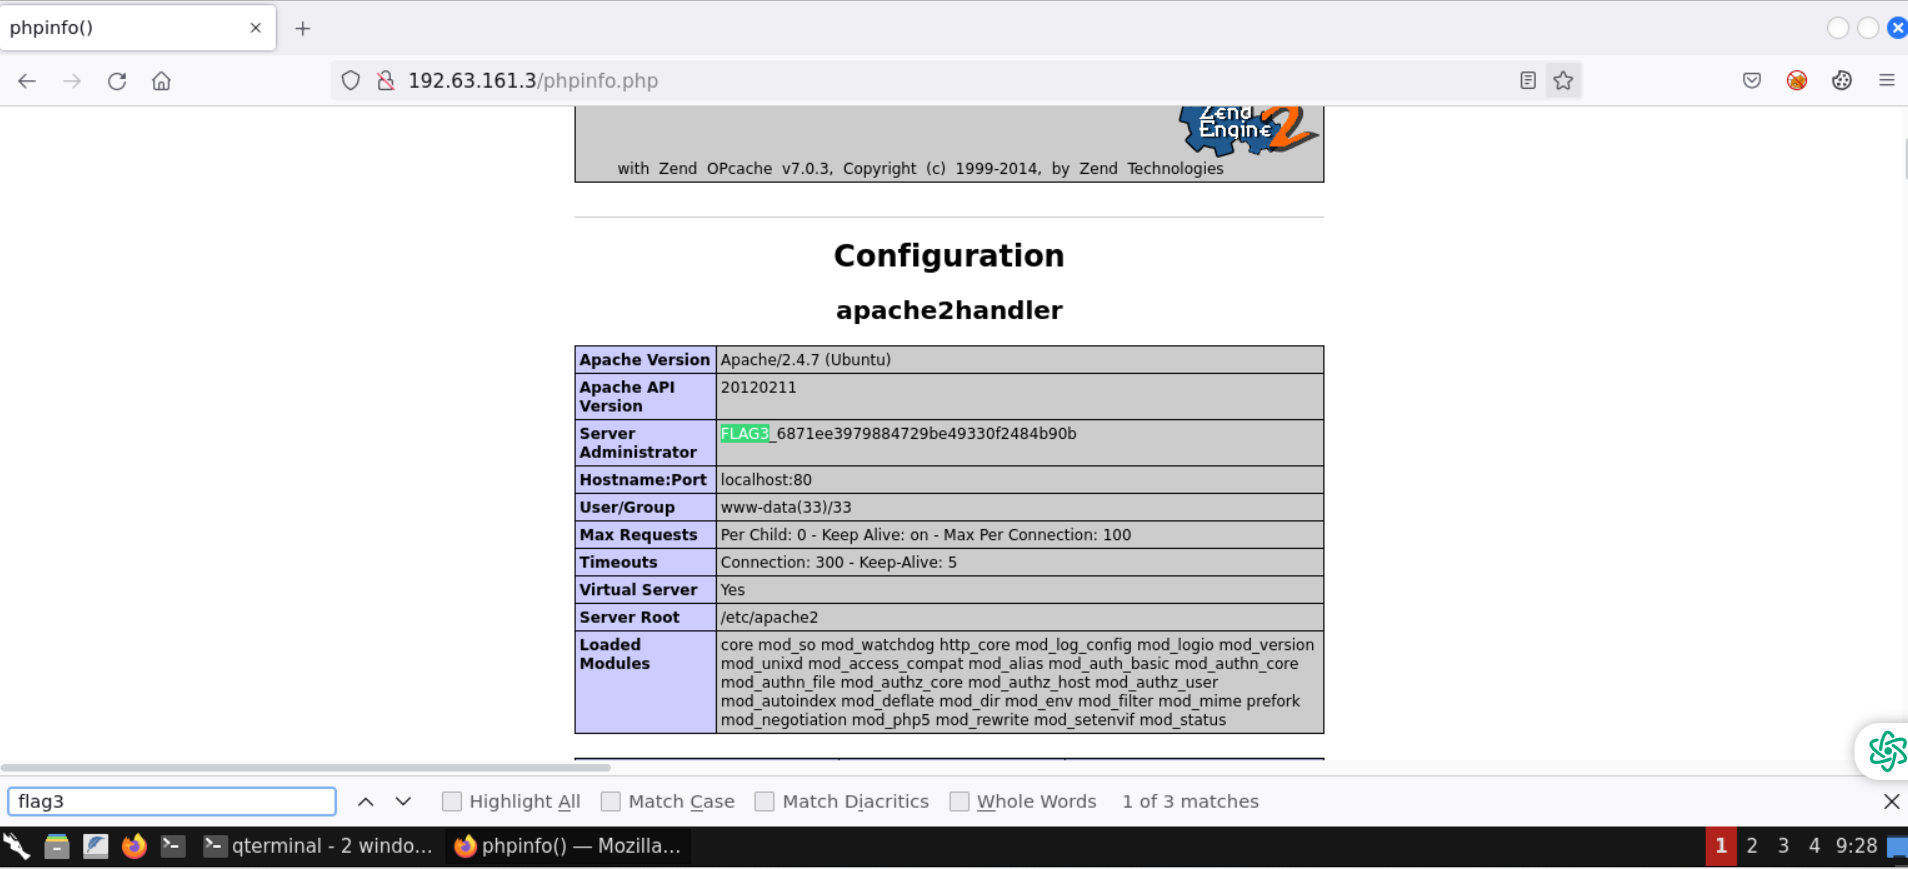 phpinfo()
192.63.161.3/phpinfo.php
Zend
Engine 2
with Zend OPcache v7.0.3, Copyright (c) 1999-2014, by Zend Technologies
Configuration
apache2handler
Apache Version Apache/2.4.7 (Ubuntu)
Apache API 20120211
Version
Server FLAG3_6871ee3979884729be49330f2484b90b
Administrator
Hostname:Port localhost:80
User/Group www-data(33)/33
Max Requests Per Child: 0 - Keep Alive: on - Max Per Connection: 100
Timeouts Connection: 300 - Keep-Alive: 5
Virtual Server Yes
Server Root /etc/apache2
Loaded core mod_so mod_watchdog http_core mod_log_config mod_logio mod_version
Modules mod_unixd mod_access_compat mod_alias mod_auth_basic mod_authn_core
mod_authn_file mod_authz_core mod_authz_host mod_authz_user
mod_autoindex mod_deflate mod_dir mod_env mod_filter mod_mime prefork
mod_negotiation mod_php5 mod_rewrite mod_setenvif mod_status
flag3 Highlight All Match Case Match Diacritics Whole Words 1 of 3 matches
qterminal - 2 windo... phpinfo() — Mozilla... 1 2 3 4 9:28